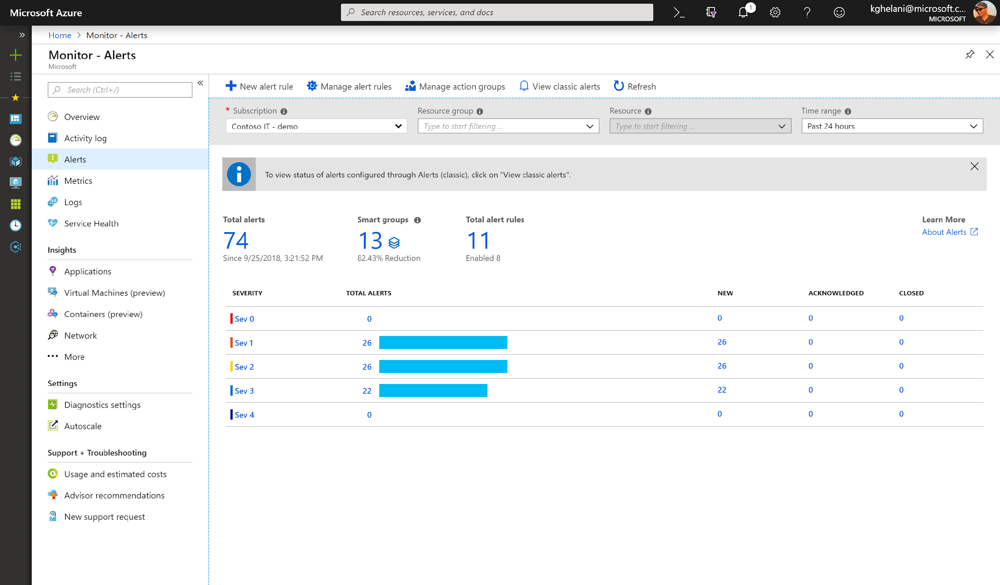 Microsoft Azure
Search resources, services, and docs
1
kghelani@microsoft.c...
MICROSOFT
Home > Monitor - Alerts
Monitor - Alerts
Microsoft
Search (Ctrl+/)
Overview
Activity log
Alerts
Metrics
Logs
Service Health
Insights
Applications
Virtual Machines (preview)
Containers (preview)
Network
More
Settings
Diagnostics settings
Autoscale
Support + Troubleshooting
Usage and estimated costs
Advisor recommendations
New support request
New alert rule Manage alert rules Manage action groups View classic alerts Refresh
* Subscription Resource group Resource Time range
Contoso IT - demo Type to start filtering ... Type to start filtering ... Past 24 hours
To view status of alerts configured through Alerts (classic), click on "View classic alerts".
Total alerts Smart groups Total alert rules Learn More
74 13 11 About Alerts
Since 9/25/2018, 3:21:52 PM 82.43% Reduction Enabled 8
SEVERITY TOTAL ALERTS NEW ACKNOWLEDGED CLOSED
Sev 0 0 0 0 0
Sev 1 26 26 0 0
Sev 2 26 26 0 0
Sev 3 22 22 0 0
Sev 4 0 0 0 0